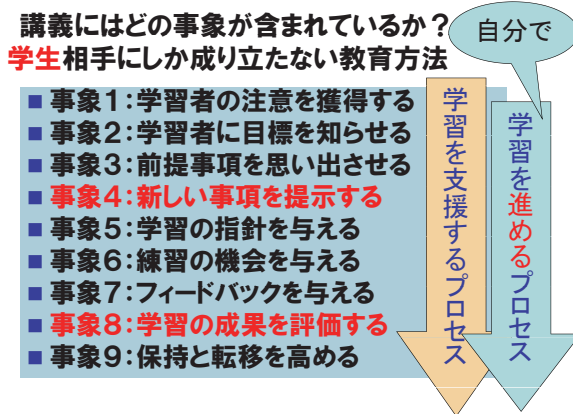 講義にはどの事象が含まれているか？
学生相手にしか成り立たない教育方法
自分で
■ 事象1：学習者の注意を獲得する
■ 事象2：学習者に目標を知らせる
■ 事象3：前提事項を思い出させる
■ 事象4：新しい事項を提示する
■ 事象5：学習の指針を与える
■ 事象6：練習の機会を与える
■ 事象7：フィードバックを与える
■ 事象8：学習の成果を評価する
■ 事象9：保持と転移を高める
学習を支援するプロセス
学習を進めるプロセス